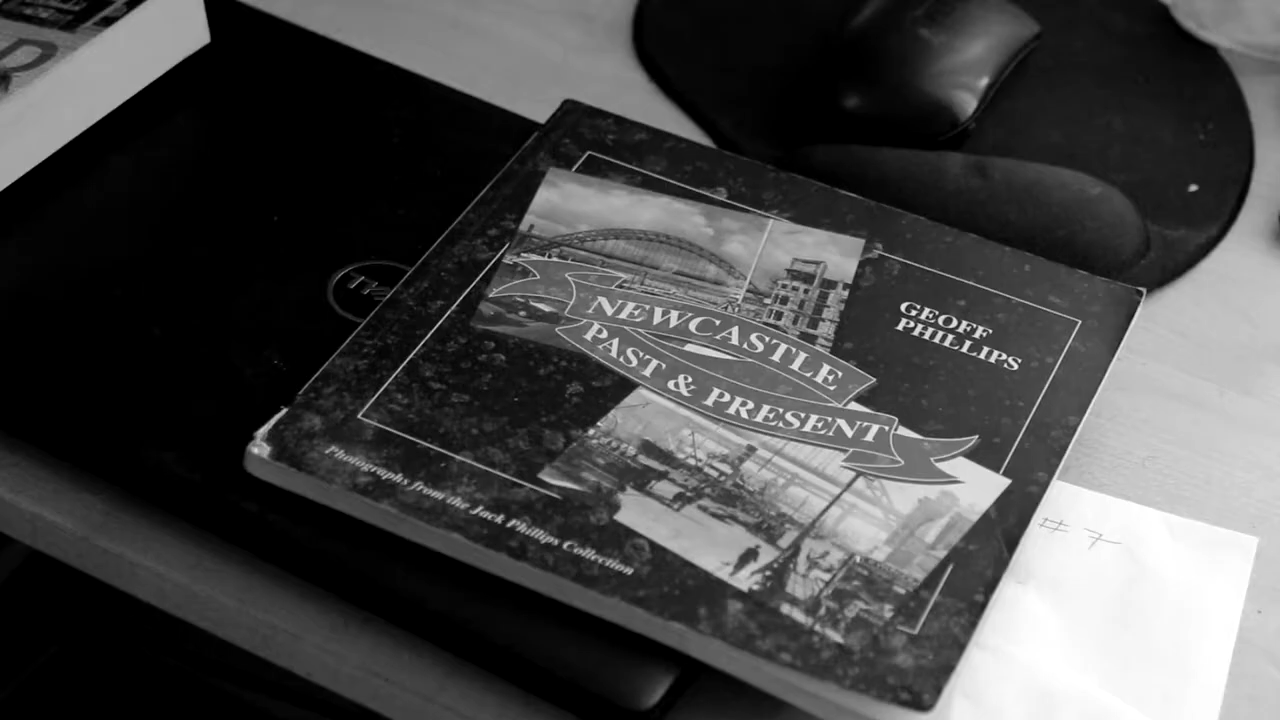 NEWCASTLE
PAST & PRESENT
GEOFF
PHILLIPS
Photographs from the Jack Phillips Collection
# 7